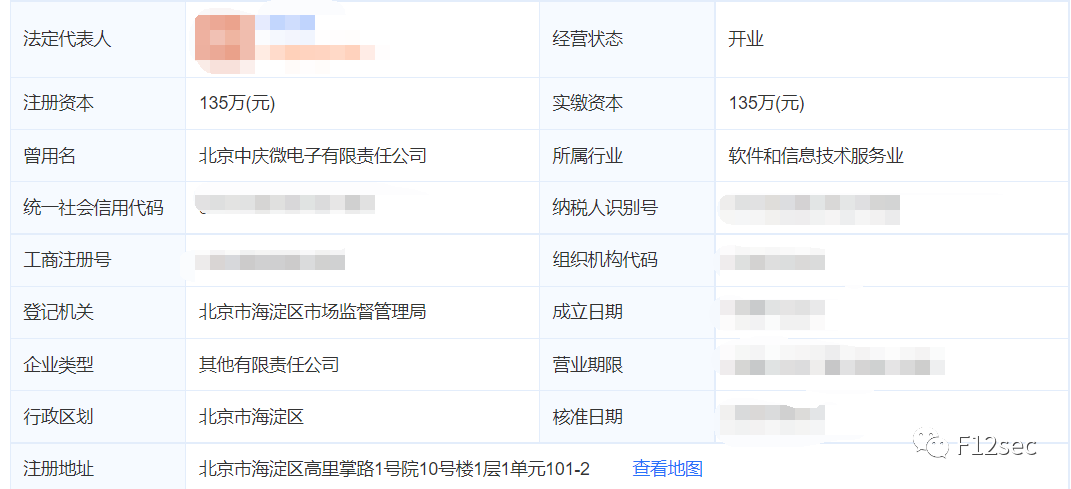 法定代表人 经营状态 开业
注册资本 135万(元) 实缴资本 135万(元)
曾用名 北京中庆微电子有限责任公司 所属行业 软件和信息技术服务业
统一社会信用代码 纳税人识别号
工商注册号 组织机构代码
登记机关 北京市海淀区市场监督管理局 成立日期
企业类型 其他有限责任公司 营业期限
行政区划 北京市海淀区 核准日期
注册地址 北京市海淀区高里掌路1号院10号楼1层1单元101-2 查看地图
F12sec